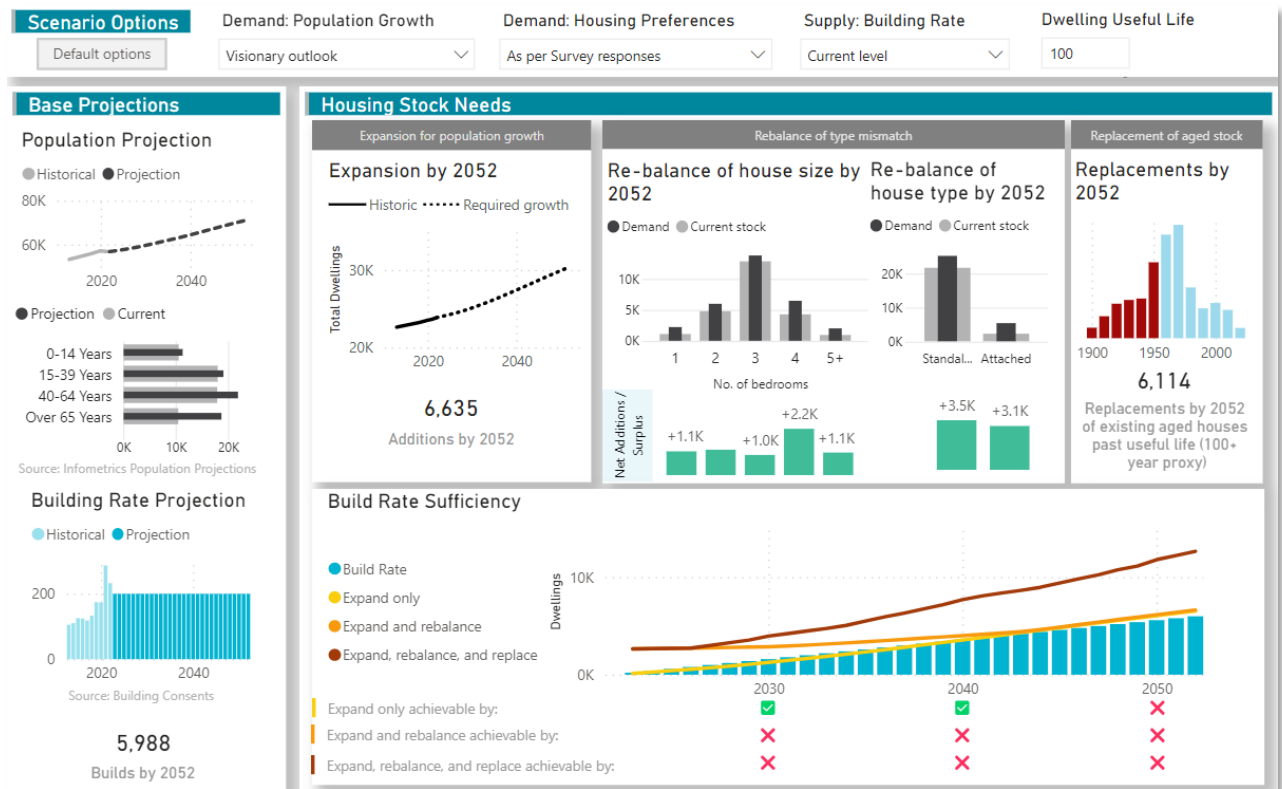 Scenario Options
Default options
Demand: Population Growth
Visionary outlook
Demand: Housing Preferences
As per Survey responses
Supply: Building Rate
Current level
Dwelling Useful Life
100
Base Projections
Population Projection
Historical Projection
80K
60K
2020 2040
Projection Current
0-14 Years
15-39 Years
40-64 Years
Over 65 Years
0K 10K 20K
Source: Infometrics Population Projections
Building Rate Projection
Historical Projection
200
0
2020 2040
Source: Building Consents
5,988
Builds by 2052
Housing Stock Needs
Expansion for population growth
Expansion by 2052
Historic Required growth
Total Dwellings
30K
20K
2020 2040
6,635
Additions by 2052
Rebalance of type mismatch
Re-balance of house size by
2052
Demand Current stock
10K
5K
0K
1 2 3 4 5+
No. of bedrooms
Net Additions /
Surplus
+1.1K +1.0K +2.2K +1.1K
Re-balance of
house type by 2052
Demand Current stock
20K
10K
0K
Standal... Attached
+3.5K +3.1K
Replacement of aged stock
Replacements by
2052
1900 1950 2000
6,114
Replacements by 2052
of existing aged houses
past useful life (100+
year proxy)
Build Rate Sufficiency
Build Rate
Expand only
Expand and rebalance
Expand, rebalance, and replace
Dwellings
10K
0K
2030 2040 2050
Expand only achievable by:
Expand and rebalance achievable by:
Expand, rebalance, and replace achievable by: